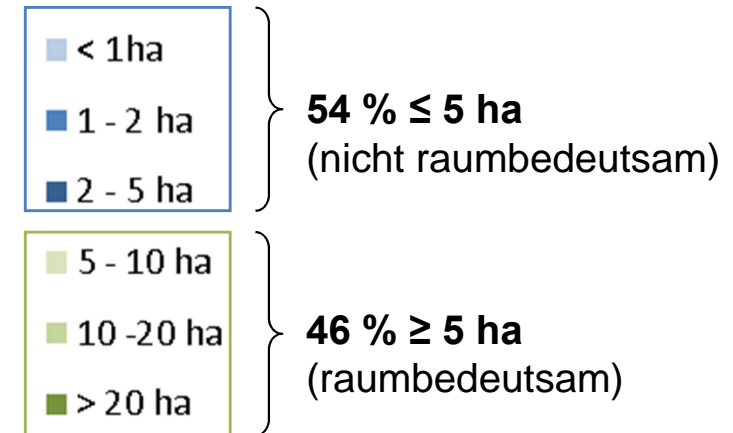 < 1ha
1 - 2 ha
2 - 5 ha
54 % ≤ 5 ha
(nicht raumbedeutsam)
5 - 10 ha
10 -20 ha
> 20 ha
46 % ≥ 5 ha
(raumbedeutsam)